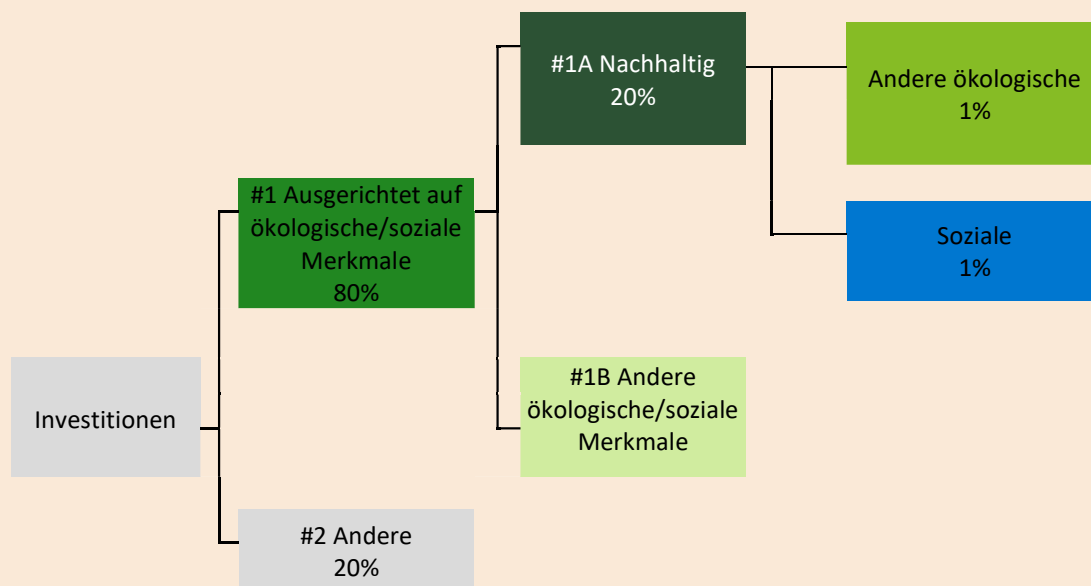 Investitionen
#1 Ausgerichtet auf
ökologische/soziale
Merkmale
80%
#2 Andere
20%
#1A Nachhaltig
20%
#1B Andere
ökologische/soziale
Merkmale
Andere ökologische
1%
Soziale
1%